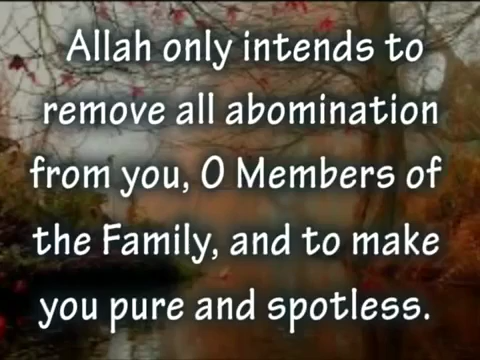 Allah only intends to
remove all abomination
from you, O Members of
the Family, and to make
you pure and spotless.